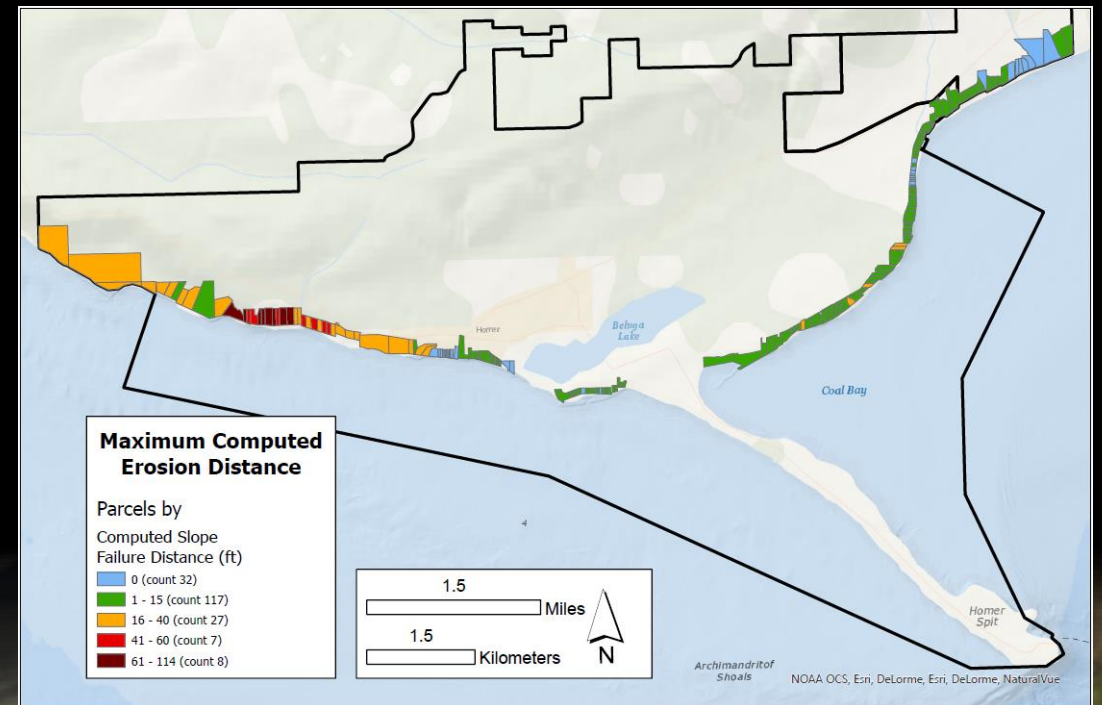 Homer
Beluga
Lake
Coal Bay
4
Homer
Spit
Archimandritof
Shoals
NOAA OCS, Esri, DeLorme, Esri, DeLorme, NaturalVue
Maximum Computed
Erosion Distance
Parcels by
Computed Slope
Failure Distance (ft)
0 (count 32)
1 - 15 (count 117)
16 - 40 (count 27)
41 - 60 (count 7)
61 - 114 (count 8)
1.5
Miles
1.5
Kilometers
N